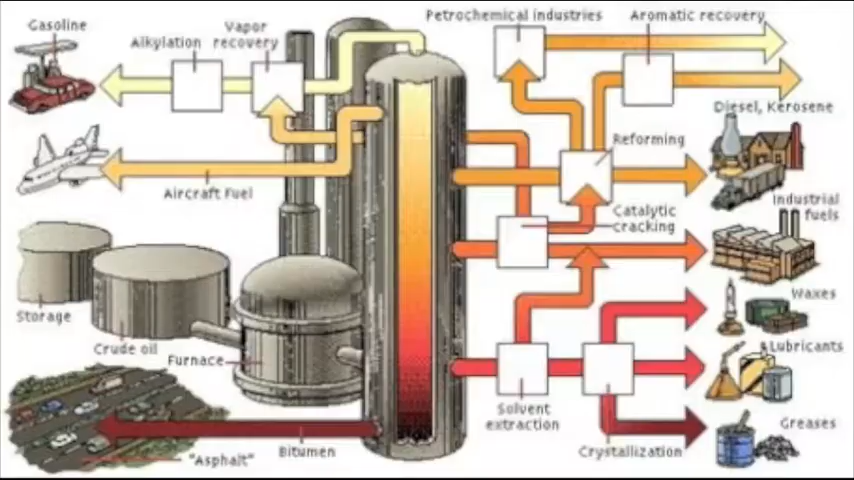 Gasoline
Alkylation
Vapor
recovery
Petrochemical industries
Aromatic recovery
Diesel, Kerosene
Reforming
Aircraft Fuel
Industrial
fuels
Catalytic
cracking
Storage
Crude oil
Furnace
Waxes
Lubricants
Solvent
extraction
Greases
Crystallization
Bitumen
"Asphalt"